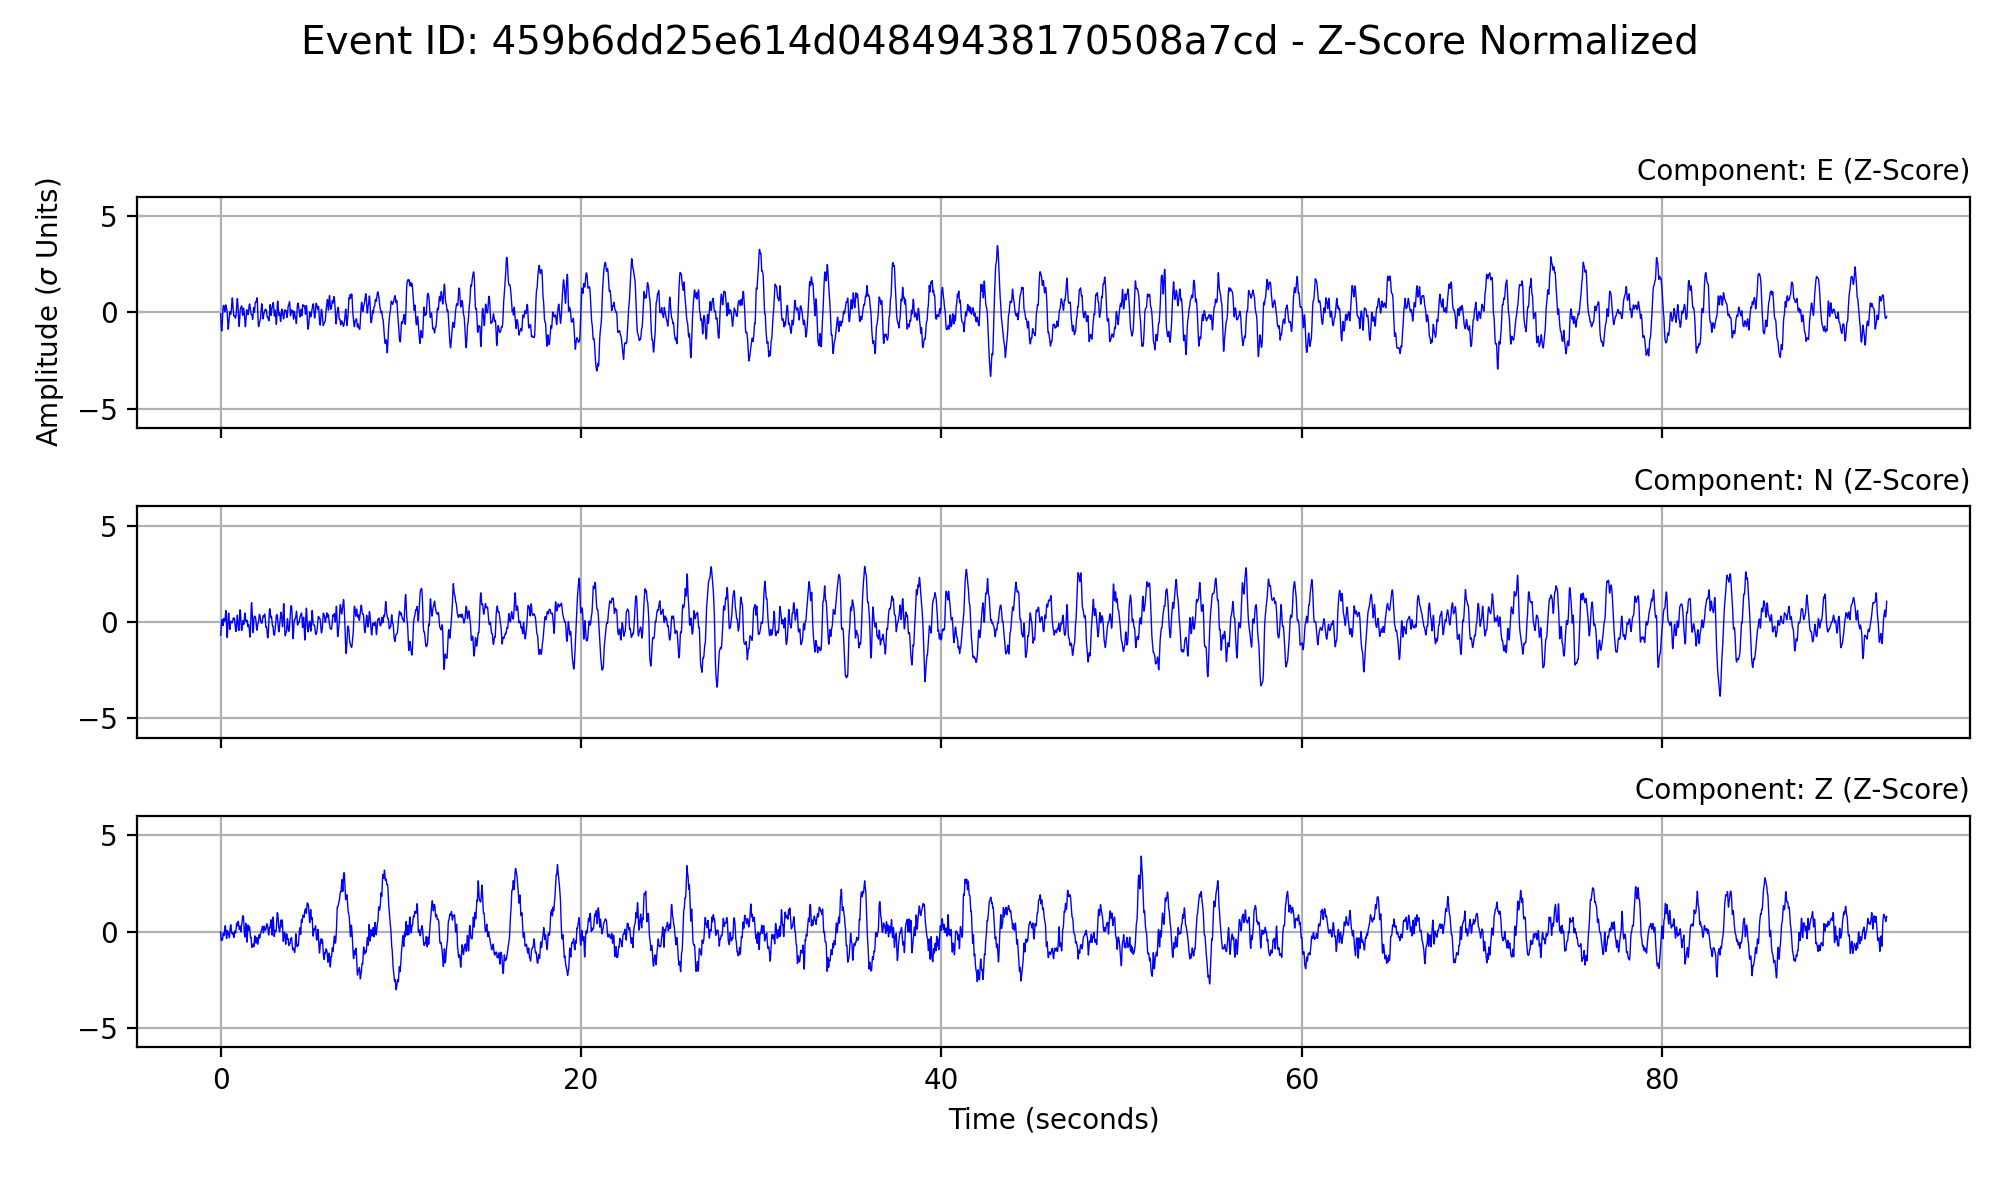 Event ID: 459b6dd25e614d04849438170508a7cd - Z-Score Normalized
Component: E (Z-Score)
Amplitude (σ Units)
5
0
−5
Component: N (Z-Score)
5
0
−5
Component: Z (Z-Score)
5
0
−5
0 20 40 60 80
Time (seconds)